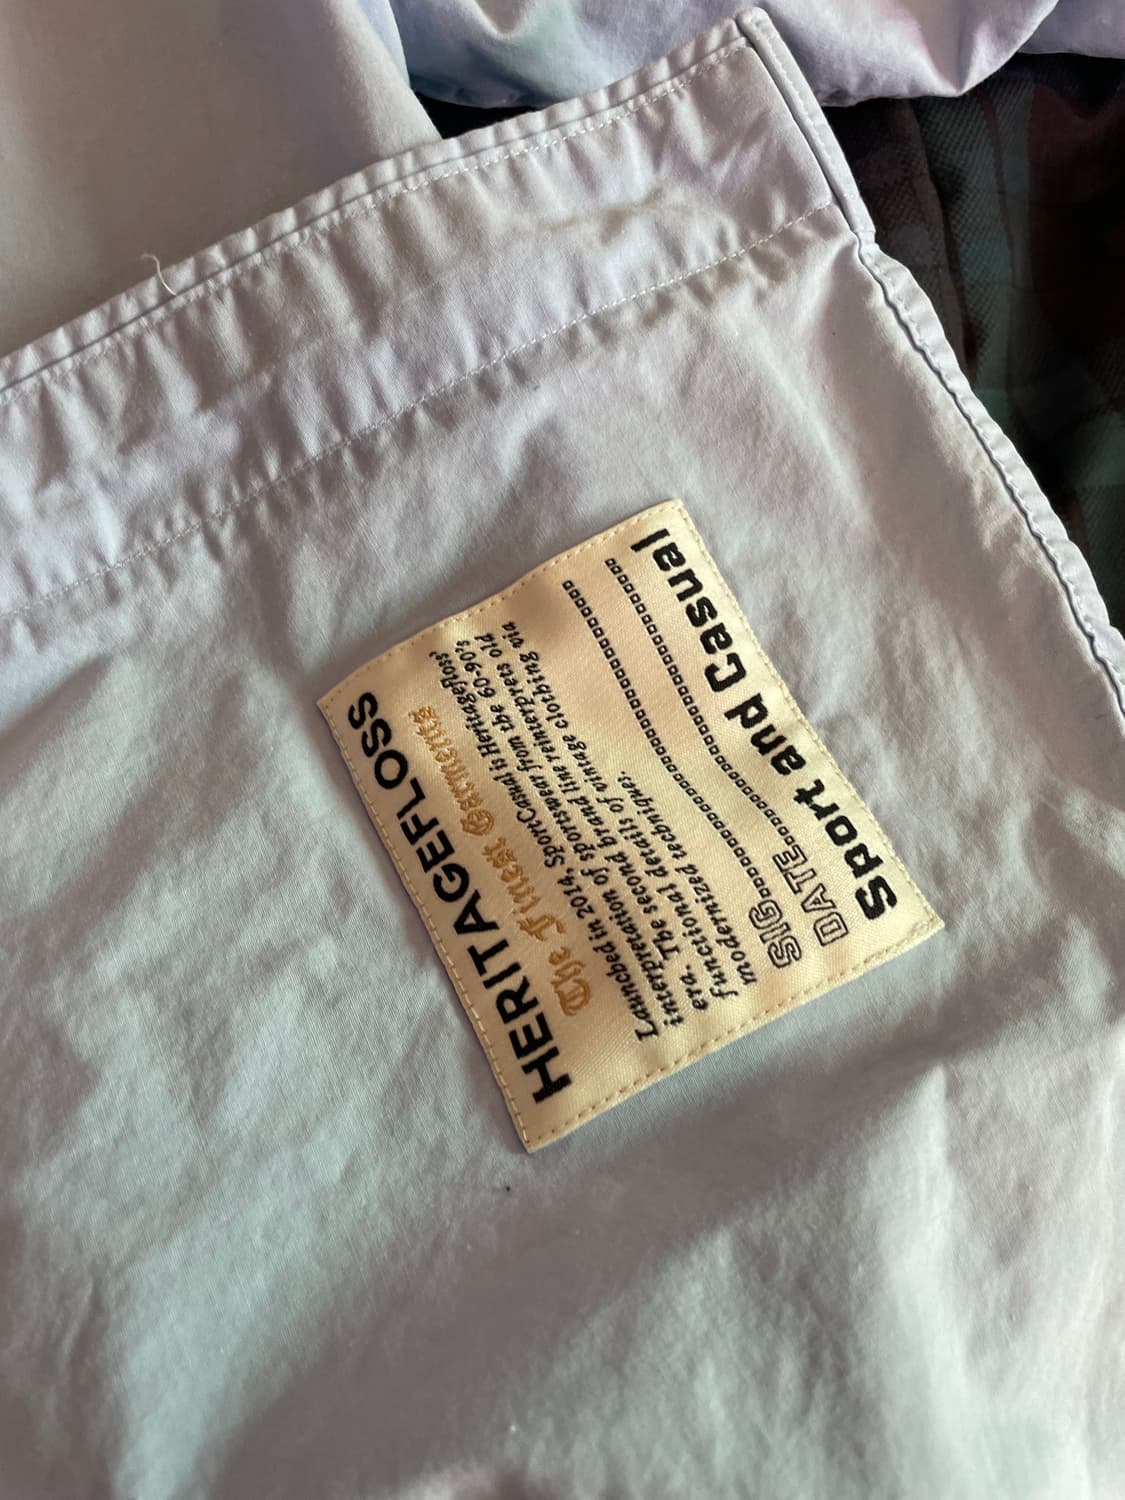 HERITAGEFLOSS
The Finest Garments
Launched in 2014, SportCasual is Heritagefloss'
interpretation of sportswear from the 60-90's
era. The second brand line reinterprets old
functional details of vintage clothing via
modernized techniques.
SIG
DATE
Sport and Casual